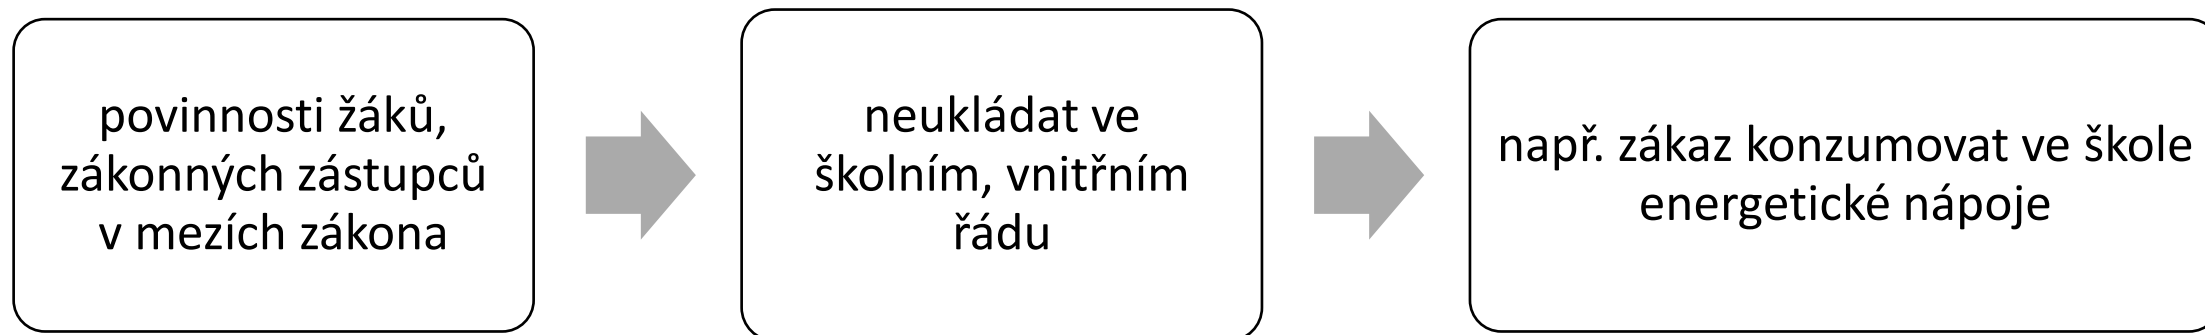 povinnosti žáků,
zákonných zástupců
v mezích zákona
neukládat ve
školním, vnitřním
řádu
např. zákaz konzumovat ve škole
energetické nápoje